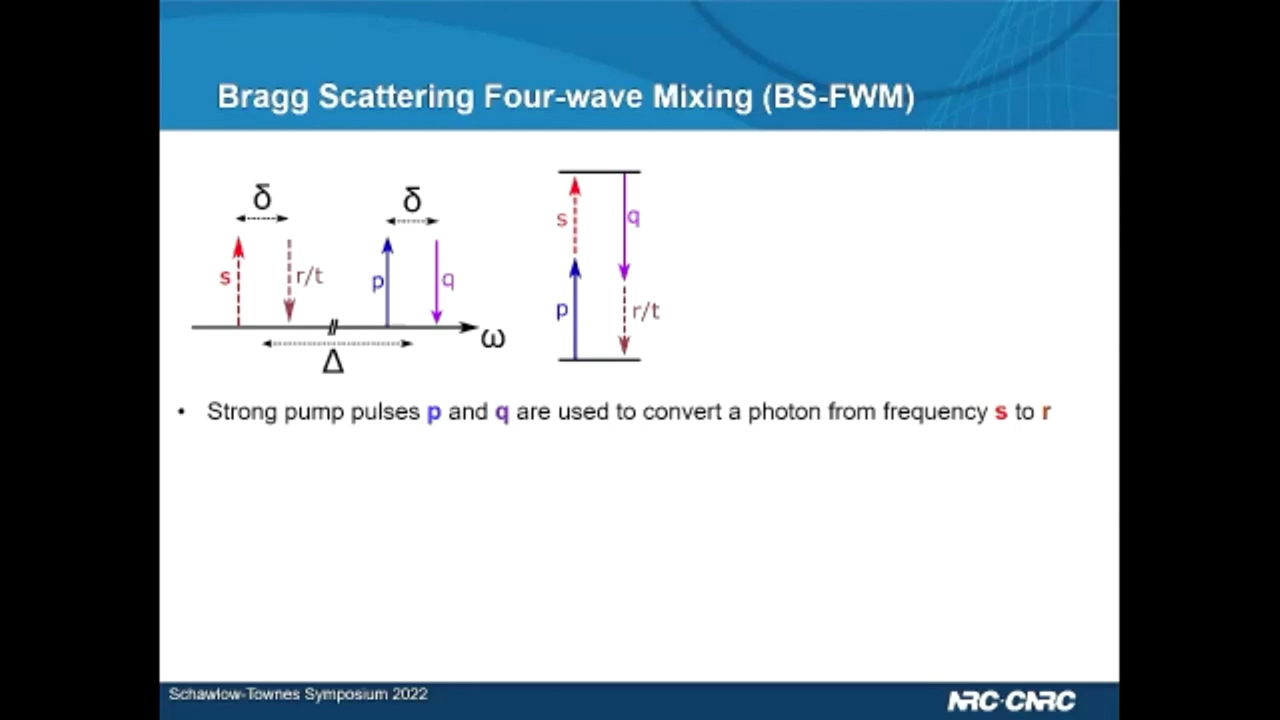 Bragg Scattering Four-wave Mixing (BS-FWM)
δ
δ
s
r/t
p
q
ω
Δ
s
q
p
r/t
• Strong pump pulses p and q are used to convert a photon from frequency s to r
Schawlow-Townes Symposium 2022
NRC·CNRC